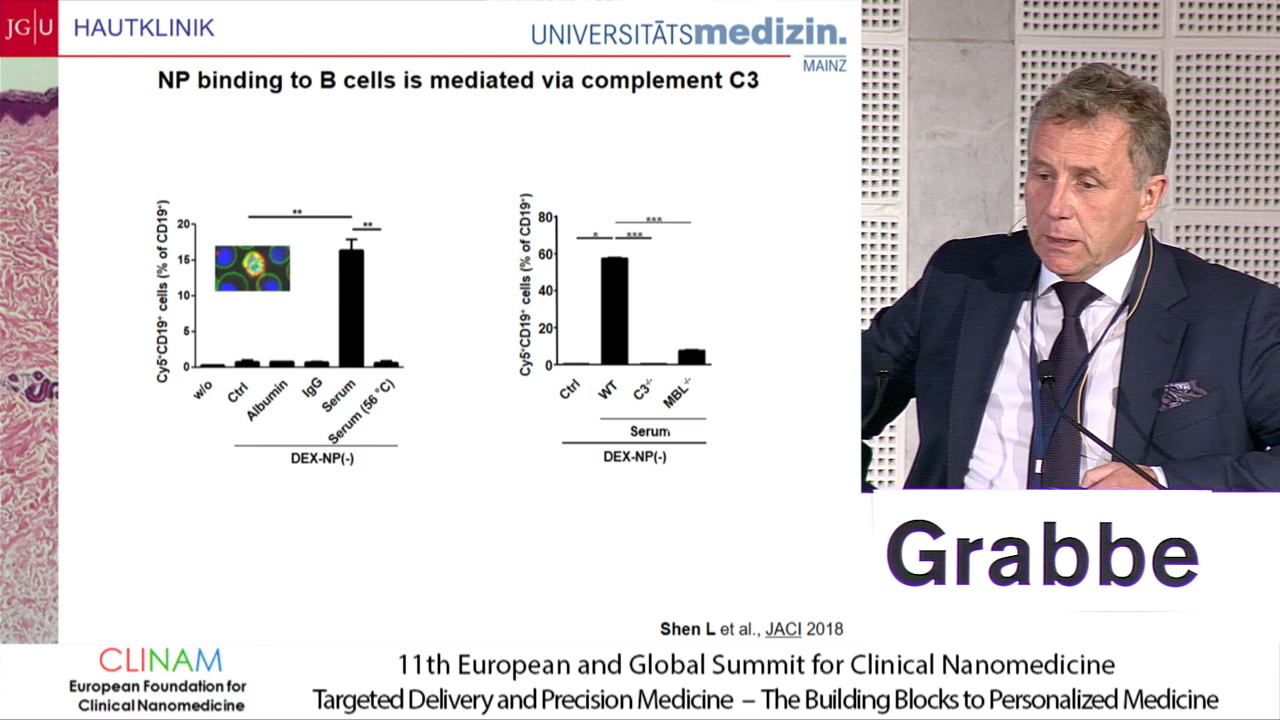 JG|U
HAUTKLINIK
UNIVERSITÄTSmedizin.
MAINZ
NP binding to B cells is mediated via complement C3
Cy5⁺CD19⁺ cells (% of CD19⁺)
20
15
10
5
0
**
**
w/o
Ctrl
Albumin
IgG
Serum
Serum (56 °C)
DEX-NP(-)
Cy5⁺CD19⁺ cells (% of CD19⁺)
80
60
40
20
0
***
*
***
Ctrl
WT
C3⁻/⁻
MBL⁻/⁻
Serum
DEX-NP(-)
Shen L et al., JACI 2018
Grabbe
CLINAM
European Foundation for
Clinical Nanomedicine
11th European and Global Summit for Clinical Nanomedicine
Targeted Delivery and Precision Medicine – The Building Blocks to Personalized Medicine